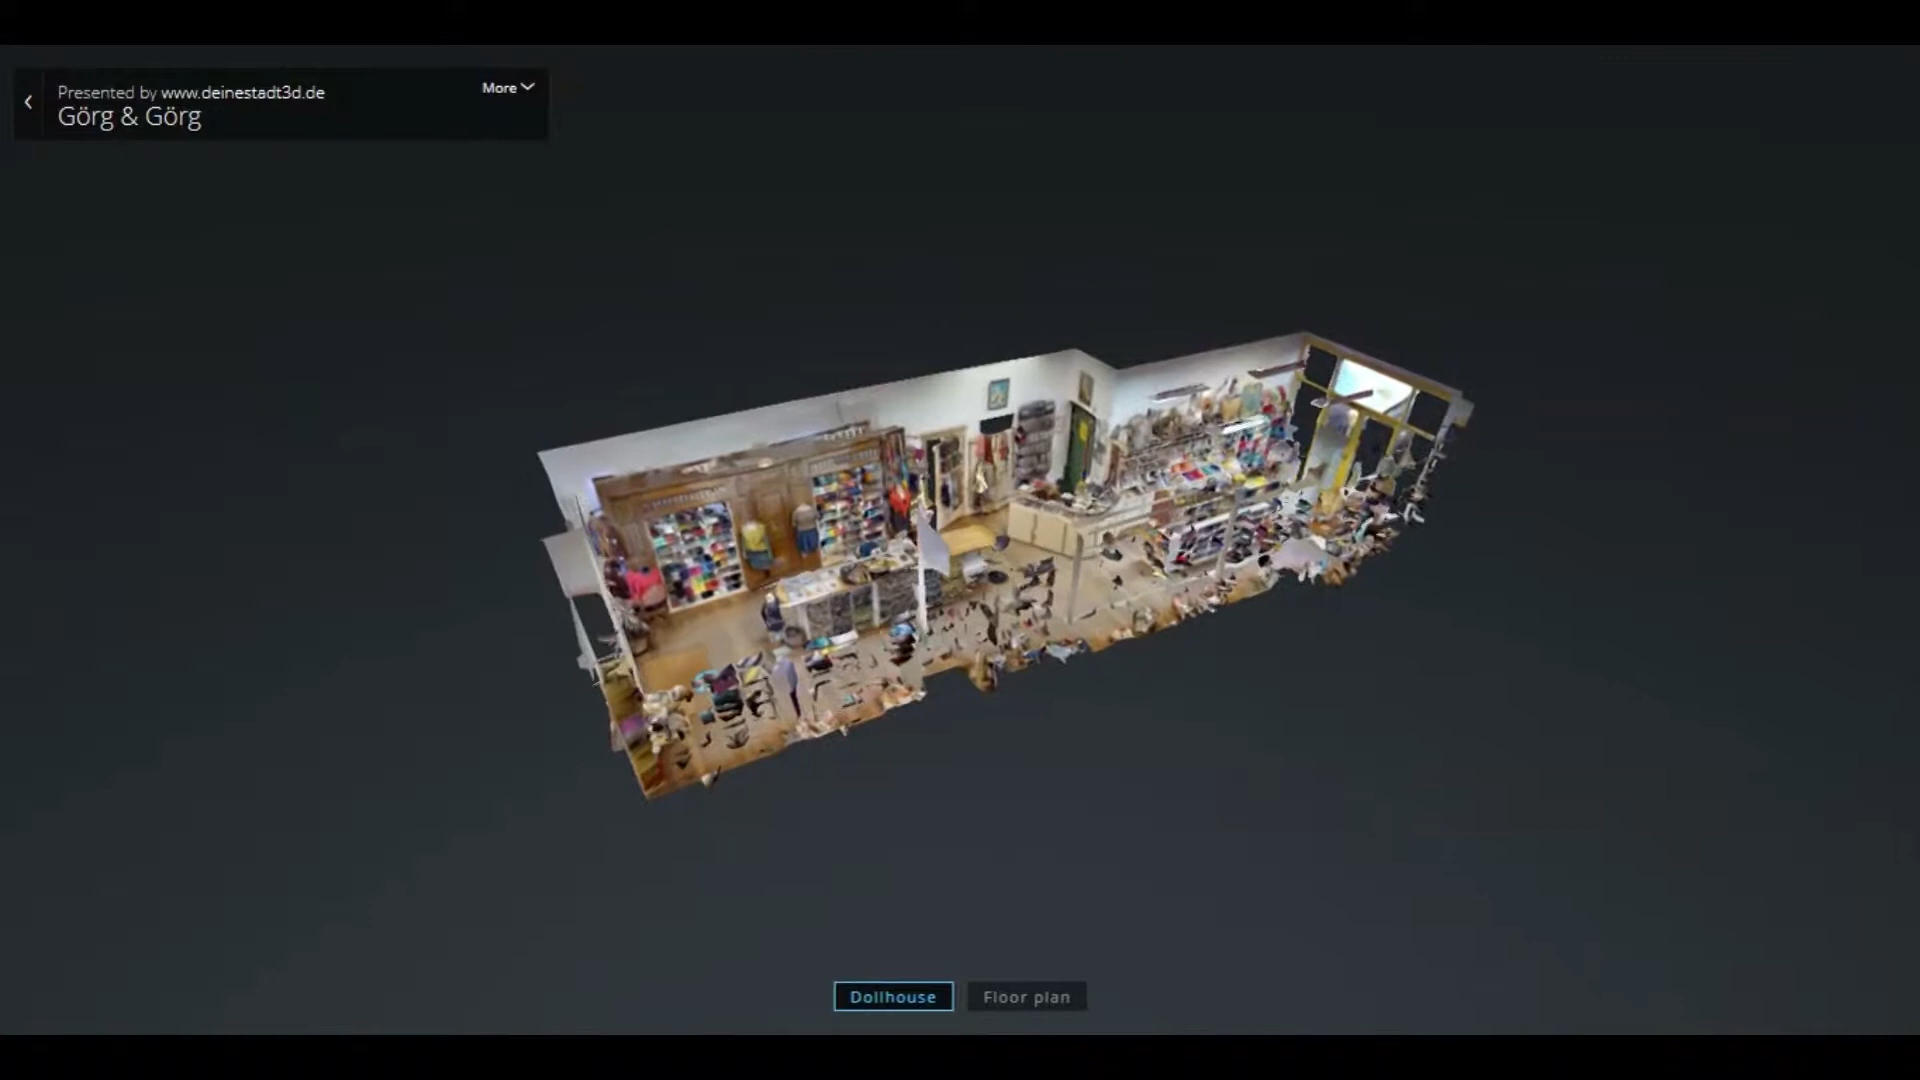 Presented by www.deinestadt3d.de
More
Görg & Görg
Dollhouse
Floor plan